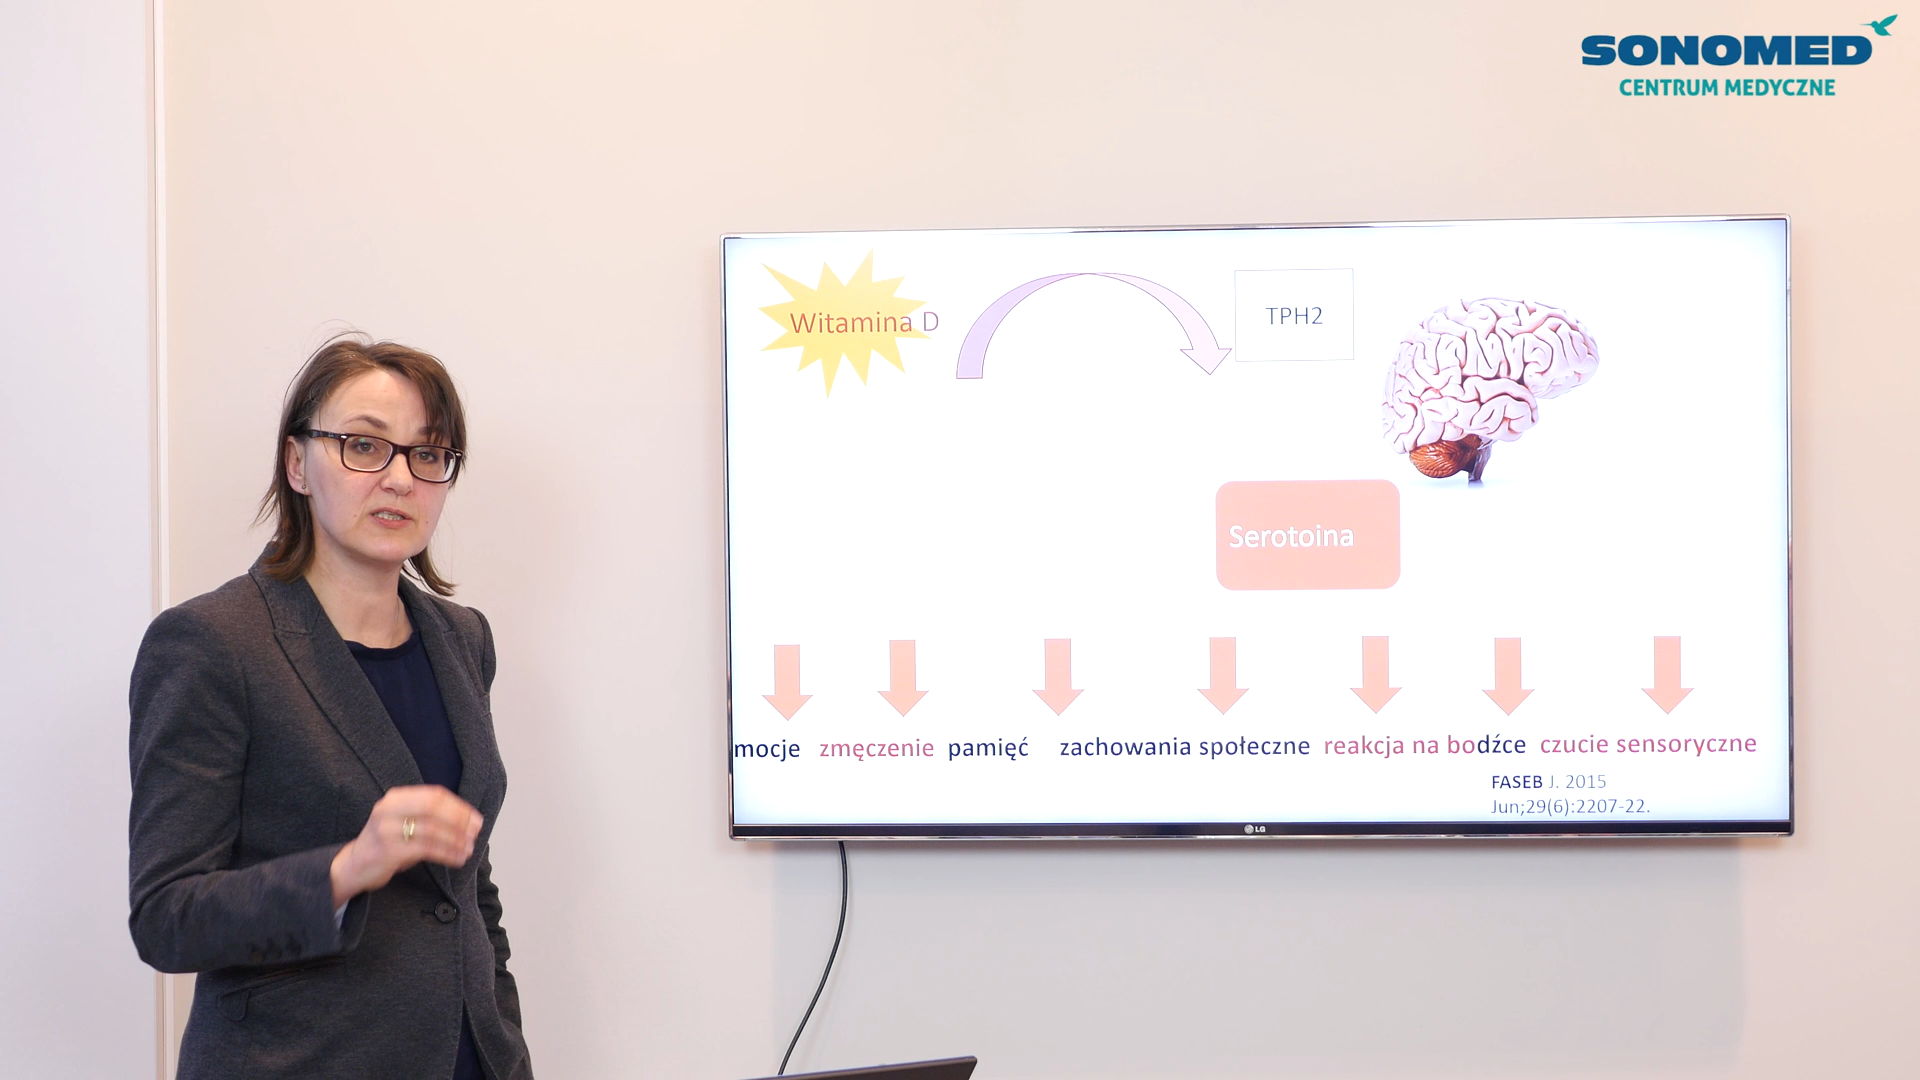 SONOMED
CENTRUM MEDYCZNE
Witamina D
TPH2
Serotoina
mocje zmęczenie pamięć zachowania społeczne reakcja na bodźce czucie sensoryczne
FASEB J. 2015
Jun;29(6):2207-22.
LG